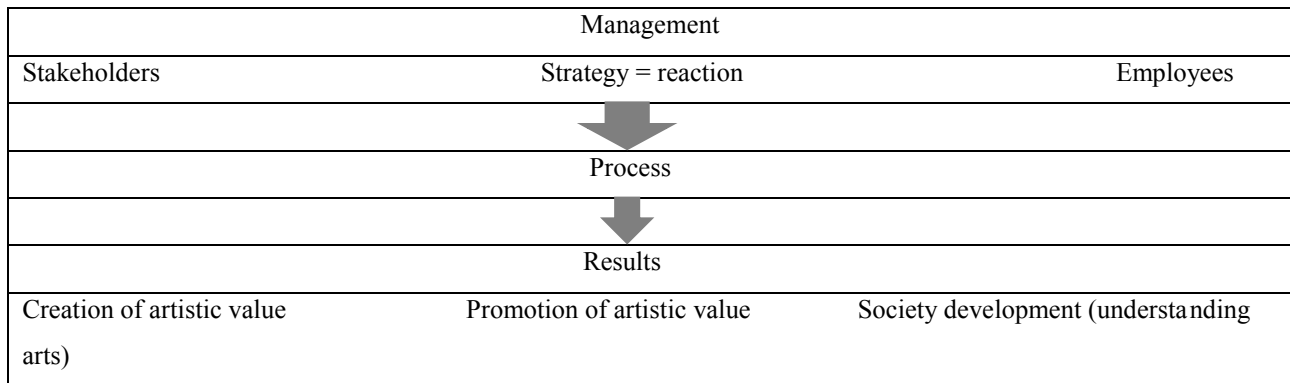 Management
Stakeholders Strategy = reaction Employees
Process
Results
Creation of artistic value Promotion of artistic value Society development (understanding
arts)